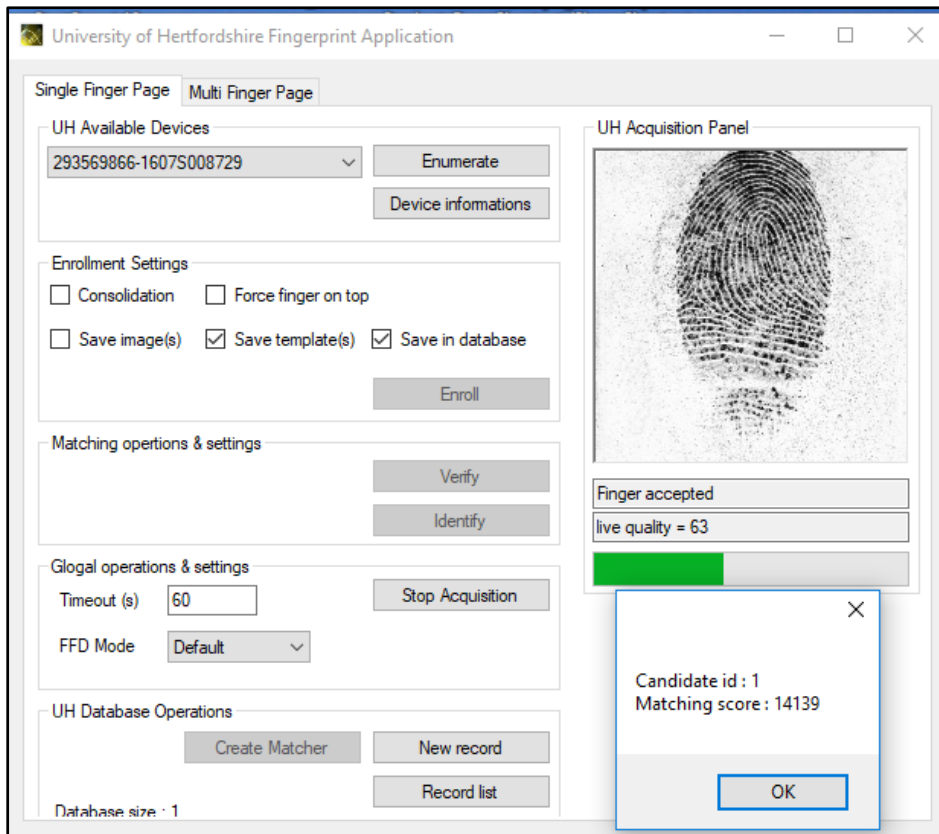 University of Hertfordshire Fingerprint Application
Single Finger Page
Multi Finger Page
UH Available Devices
293569866-1607S008729
Enumerate
Device informations
Enrollment Settings
Consolidation
Force finger on top
Save image(s)
Save template(s)
Save in database
Enroll
Matching opertions & settings
Verify
Identify
Glogal operations & settings
Timeout (s)
60
Stop Acquisition
FFD Mode
Default
UH Database Operations
Create Matcher
New record
Record list
Database size : 1
UH Acquisition Panel
Finger accepted
live quality = 63
Candidate id : 1
Matching score : 14139
OK